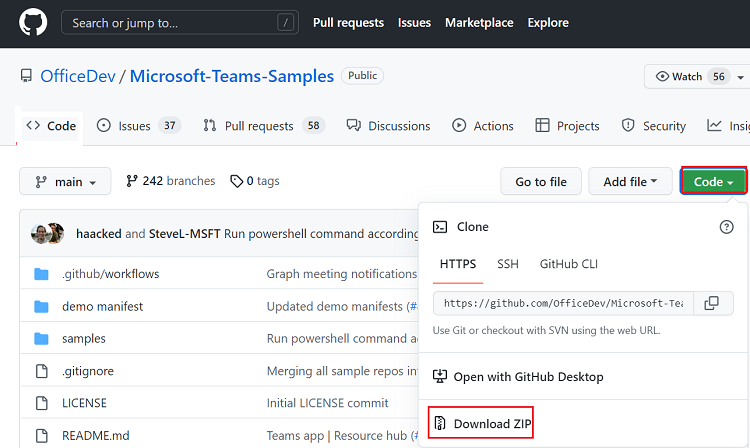 Search or jump to... / Pull requests Issues Marketplace Explore
OfficeDev / Microsoft-Teams-Samples Public Watch 56
<> Code Issues 37 Pull requests 58 Discussions Actions Projects Security Insi
main 242 branches 0 tags Go to file Add file Code
haacked and SteveL-MSFT Run powershell command according
.github/workflows Graph meeting notifications
demo manifest Updated demo manifests (#
samples Run powershell command a
.gitignore Merging all sample repos in
LICENSE Initial LICENSE commit
README.md Teams app | Resource hub (#
Clone ?
HTTPS SSH GitHub CLI
https://github.com/OfficeDev/Microsoft-Tea
Use Git or checkout with SVN using the web URL.
Open with GitHub Desktop
Download ZIP